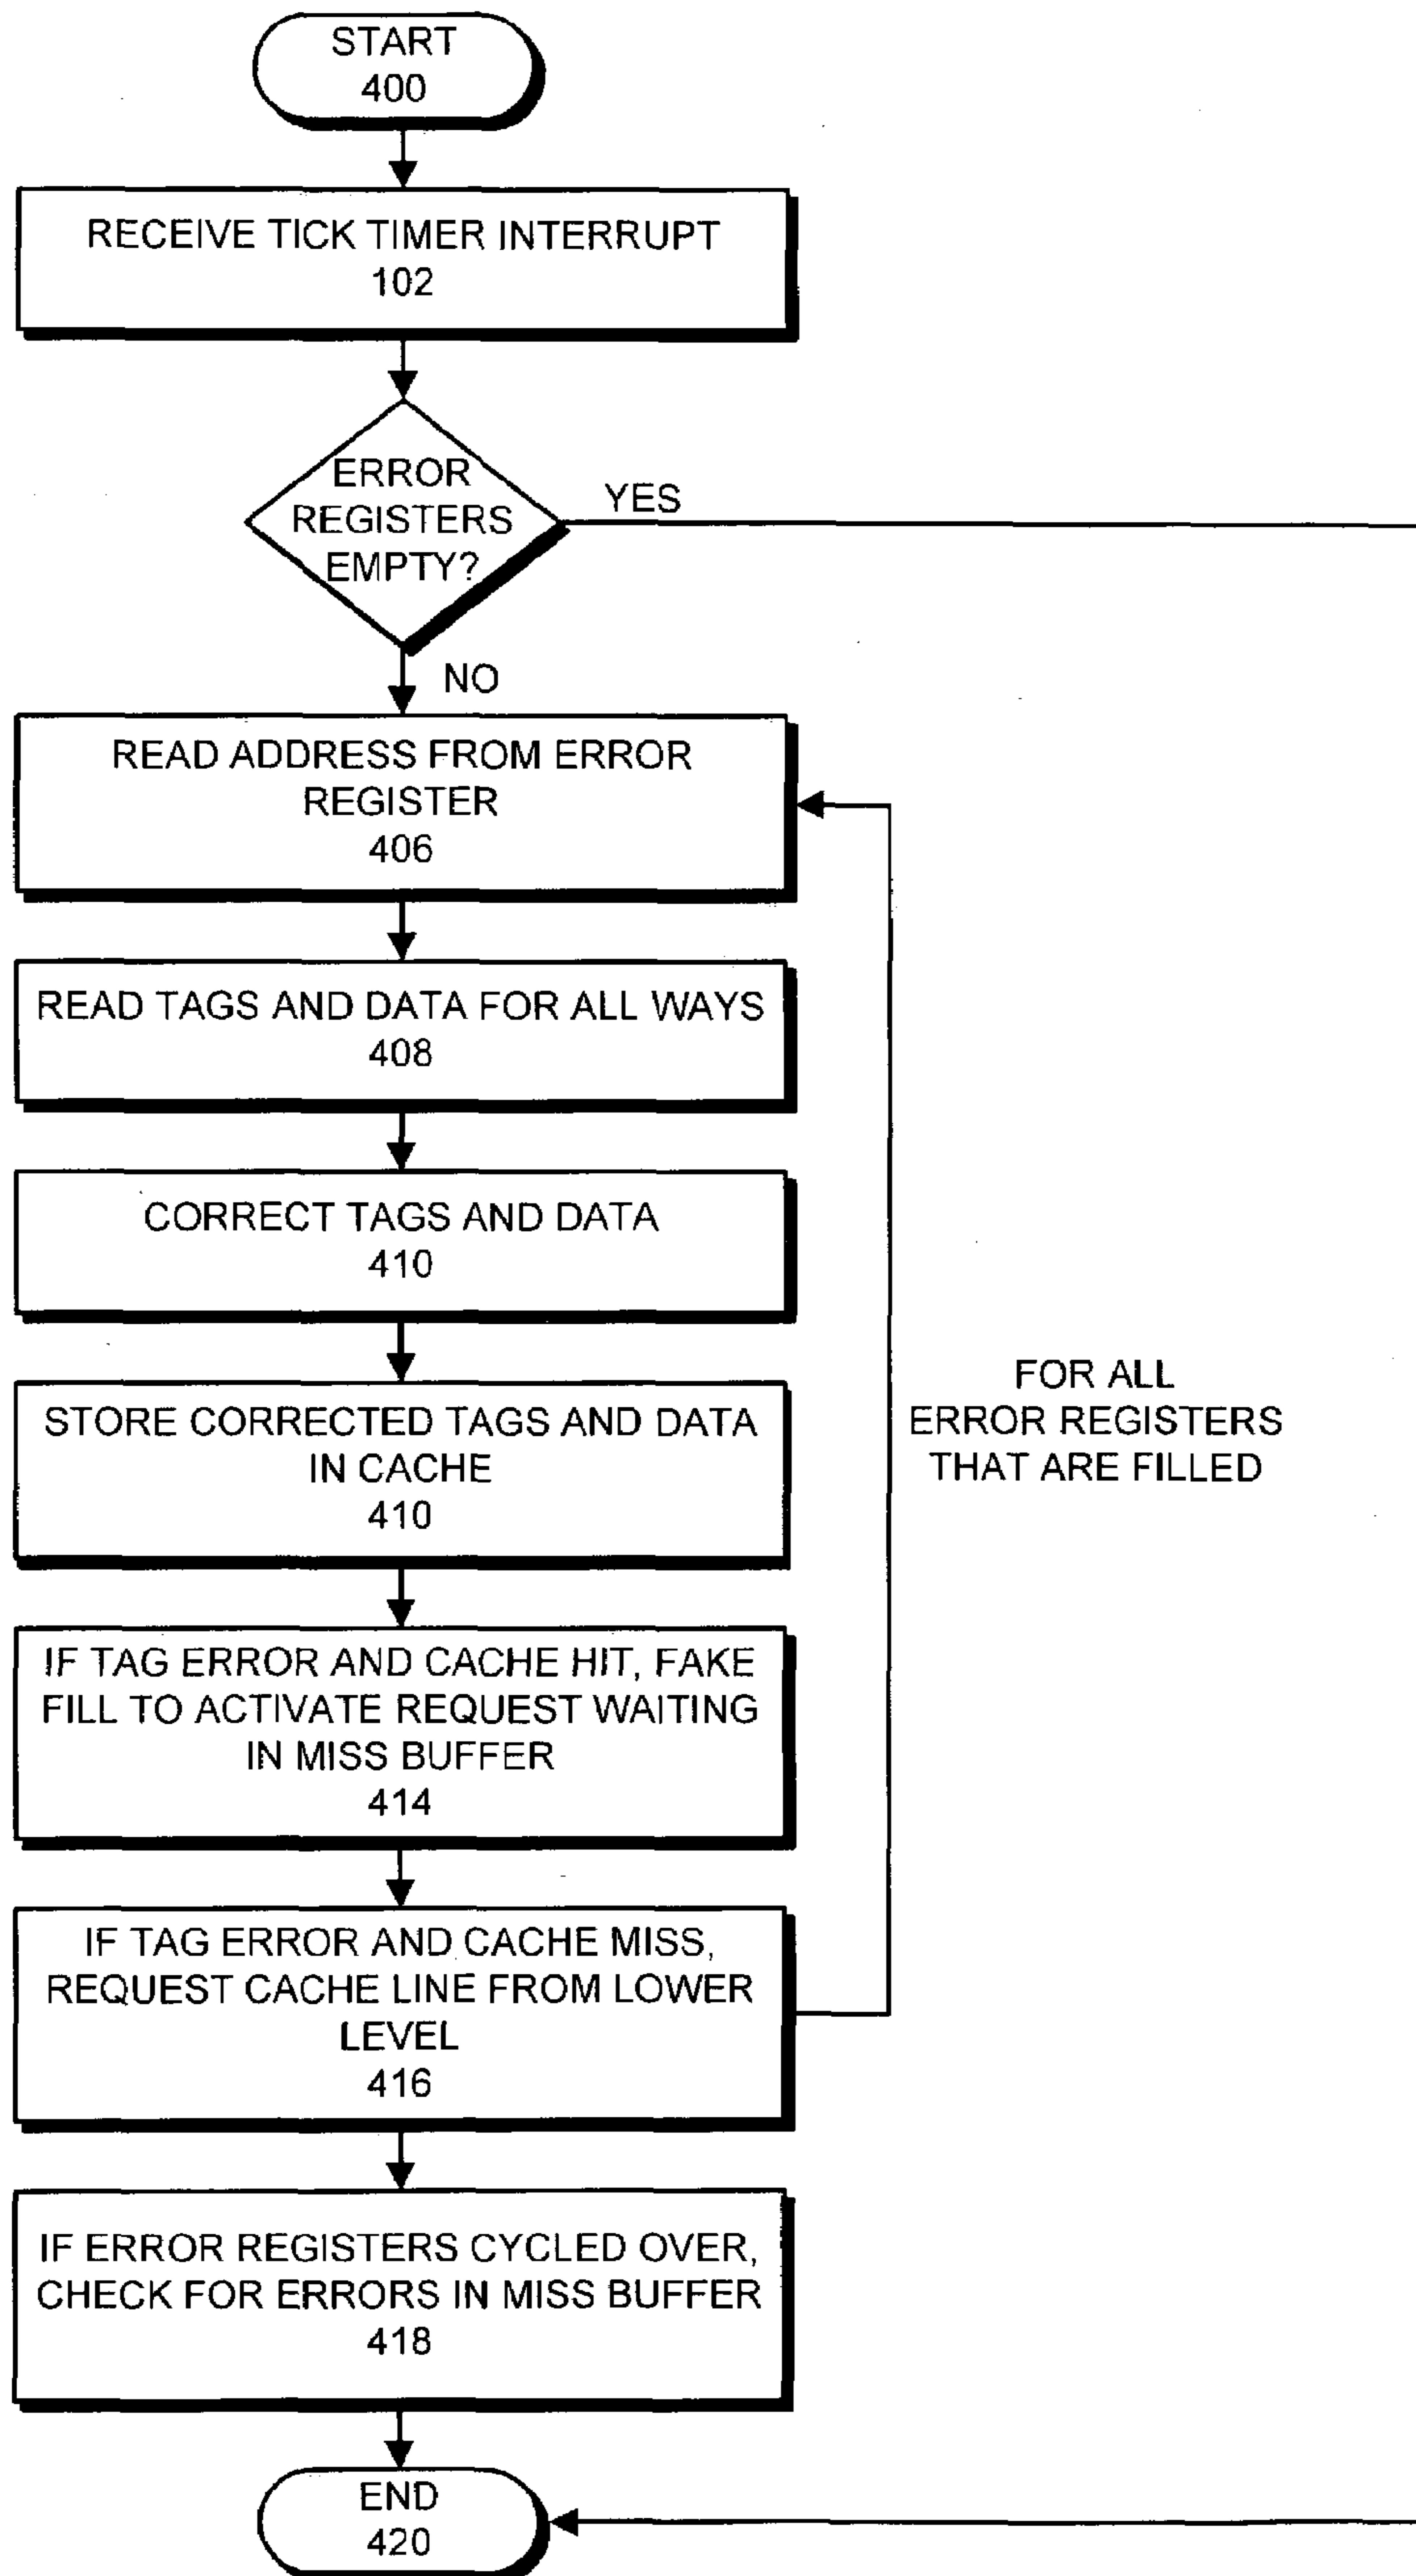 START
400
RECEIVE TICK TIMER INTERRUPT
102
ERROR
REGISTERS
EMPTY?
YES
NO
READ ADDRESS FROM ERROR
REGISTER
406
READ TAGS AND DATA FOR ALL WAYS
408
CORRECT TAGS AND DATA
410
STORE CORRECTED TAGS AND DATA
IN CACHE
410
FOR ALL
ERROR REGISTERS
THAT ARE FILLED
IF TAG ERROR AND CACHE HIT, FAKE
FILL TO ACTIVATE REQUEST WAITING
IN MISS BUFFER
414
IF TAG ERROR AND CACHE MISS,
REQUEST CACHE LINE FROM LOWER
LEVEL
416
IF ERROR REGISTERS CYCLED OVER,
CHECK FOR ERRORS IN MISS BUFFER
418
END
420